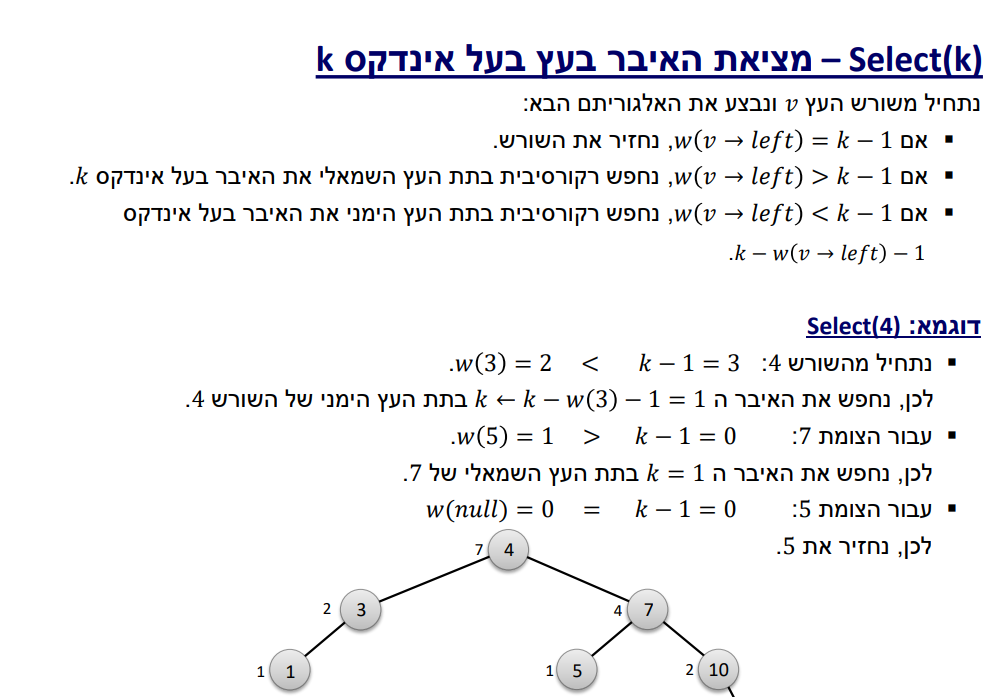 Select(k) – מציאת האיבר בעץ בעל אינדקס k
נתחיל משורש העץ v ונבצע את האלגוריתם הבא:
▪ אם w(v → left) = k − 1, נחזיר את השורש.
▪ אם w(v → left) > k − 1, נחפש רקורסיבית בתת העץ השמאלי את האיבר בעל אינדקס k.
▪ אם w(v → left) < k − 1, נחפש רקורסיבית בתת העץ הימני את האיבר בעל אינדקס
k − w(v → left) − 1.
דוגמא: Select(4)
▪ נתחיל מהשורש 4: w(3) = 2 < k − 1 = 3.
לכן, נחפש את האיבר ה k ← k − w(3) − 1 = 1 בתת העץ הימני של השורש 4.
▪ עבור הצומת 7: w(5) = 1 > k − 1 = 0.
לכן, נחפש את האיבר ה k = 1 בתת העץ השמאלי של 7.
▪ עבור הצומת 5: w(null) = 0 = k − 1 = 0
לכן, נחזיר את 5.
7 4
2 3 4 7
1 1 1 5 2 10